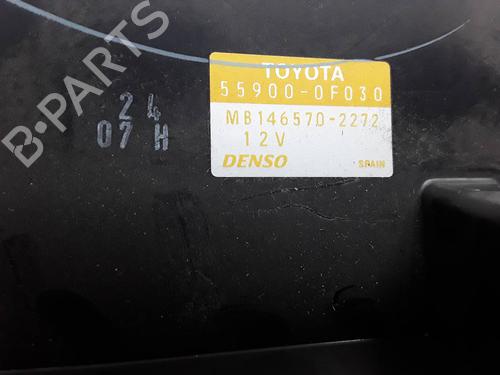 B-PARTS
TOYOTA
55900-0F030
MB146570-2272
12V
DENSO
SPAIN
24
07 H